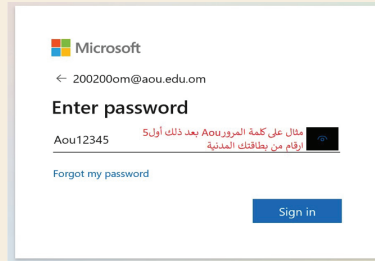 Microsoft
← 200200om@aou.edu.om
Enter password
Aou12345
مثال على كلمة المرورAou بعد ذلك أول5
ارقام من بطاقتك المدنية
Forgot my password
Sign in